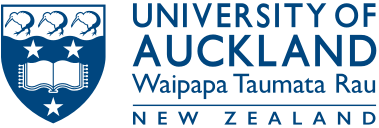 UNIVERSITY OF
AUCKLAND
Waipapa Taumata Rau
NEW ZEALAND